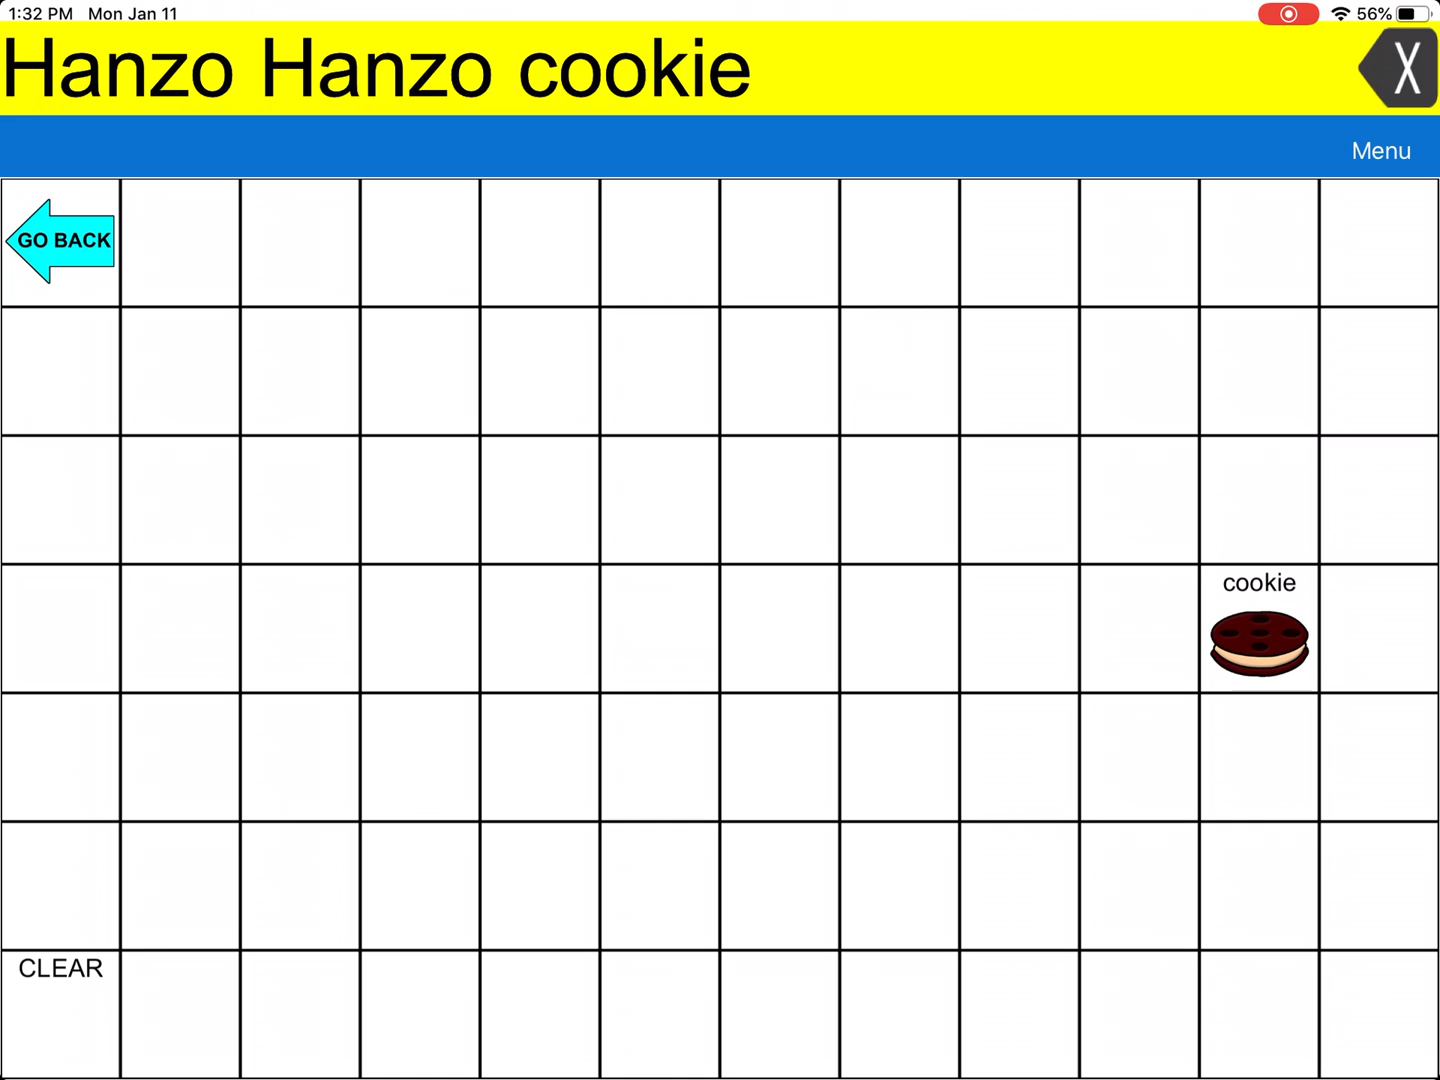 1:32 PM Mon Jan 11
56%
Hanzo Hanzo cookie
X
Menu
GO BACK
cookie
CLEAR